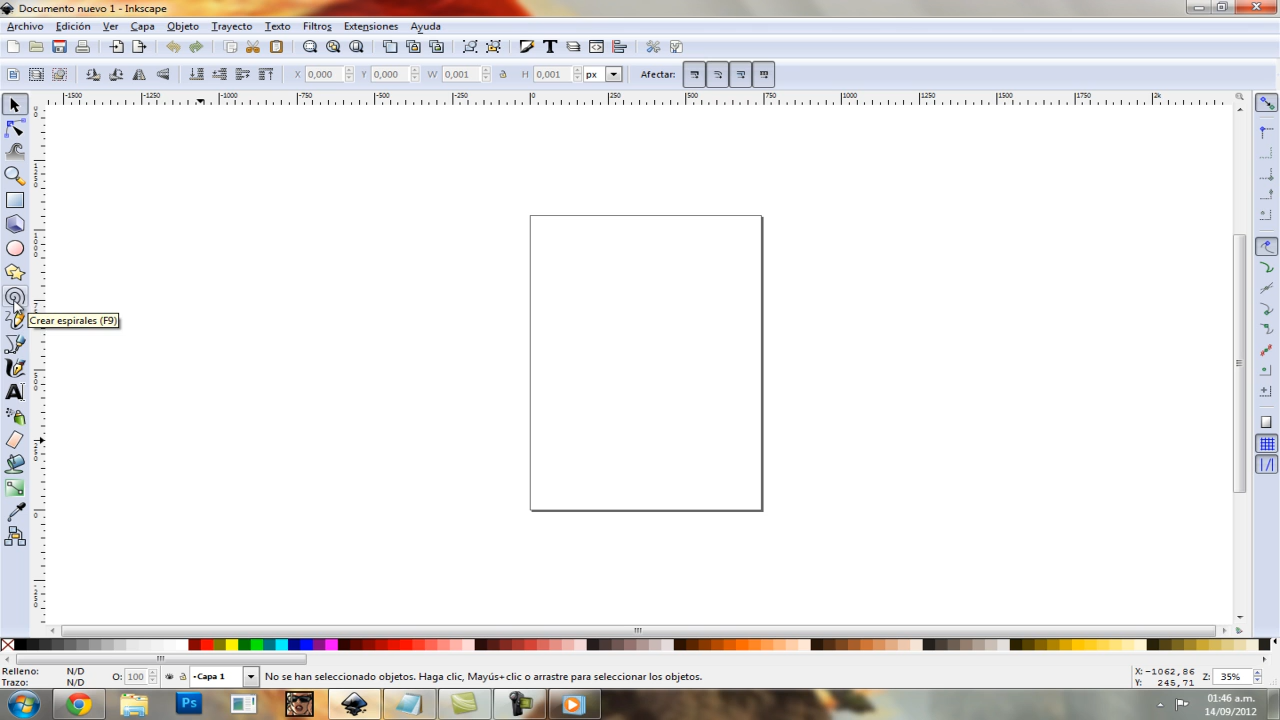 Documento nuevo 1 - Inkscape
Archivo Edición Ver Capa Objeto Trayecto Texto Filtros Extensiones Ayuda
X 0,000 Y 0,000 W 0,001 H 0,001 px Afectar:
-1500 -1250 -1000 -750 -500 -250 0 250 500 750 1000 1250 1500 1750 2k
Crear espirales (F9)
Relleno: N/D
Trazo: N/D
O: 100 •Capa 1 No se han seleccionado objetos. Haga clic, Mayús+clic o arrastre para seleccionar los objetos.
X:-1062,86
Y: 245,71
Z: 35%
Ps
01:46 a.m.
14/09/2012